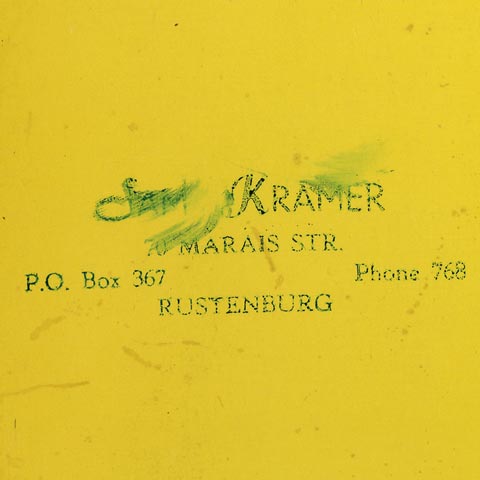 KRAMER
MARAIS STR.
P.O. Box 367 Phone 768
RUSTENBURG